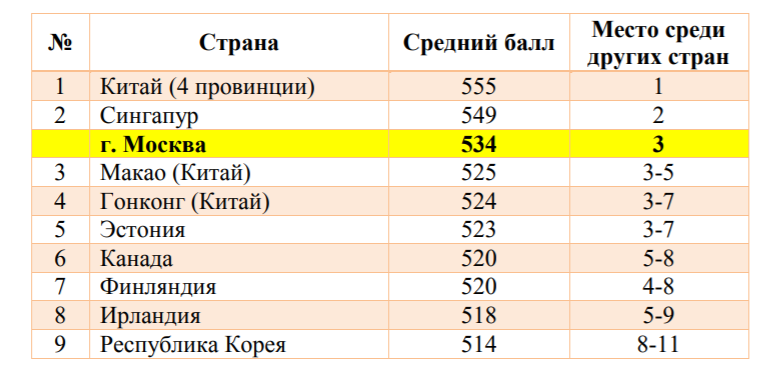 № Страна Средний балл Место среди других стран
1 Китай (4 провинции) 555 1
2 Сингапур 549 2
г. Москва 534 3
3 Макао (Китай) 525 3-5
4 Гонконг (Китай) 524 3-7
5 Эстония 523 3-7
6 Канада 520 5-8
7 Финляндия 520 4-8
8 Ирландия 518 5-9
9 Республика Корея 514 8-11